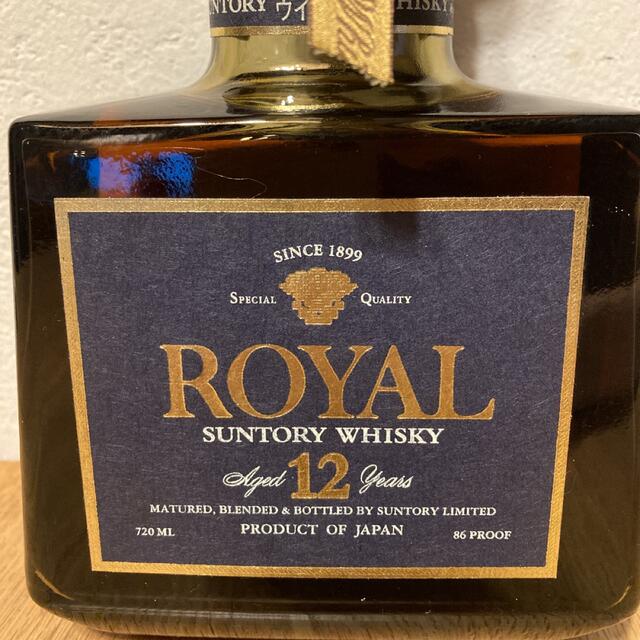 SUNTORY ウイ HISKY
SINCE 1899
SPECIAL QUALITY
ROYAL
SUNTORY WHISKY
Aged 12 Years
MATURED, BLENDED & BOTTLED BY SUNTORY LIMITED
720 ML PRODUCT OF JAPAN 86 PROOF